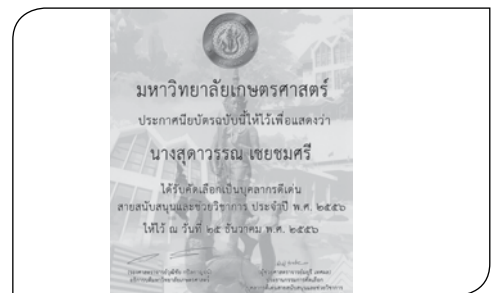 มหาวิทยาลัยเกษตรศาสตร์
ประกาศนียบัตรฉบับนี้ให้ไว้เพื่อแสดงว่า
นางสุดาวรรณ เชยชมศรี
ได้รับคัดเลือกเป็นบุคลากรดีเด่น
สายสนับสนุนและช่วยวิชาการ ประจำปี พ.ศ. ๒๕๕๖
ให้ไว้ ณ วันที่ ๒๕ ธันวาคม พ.ศ. ๒๕๕๖